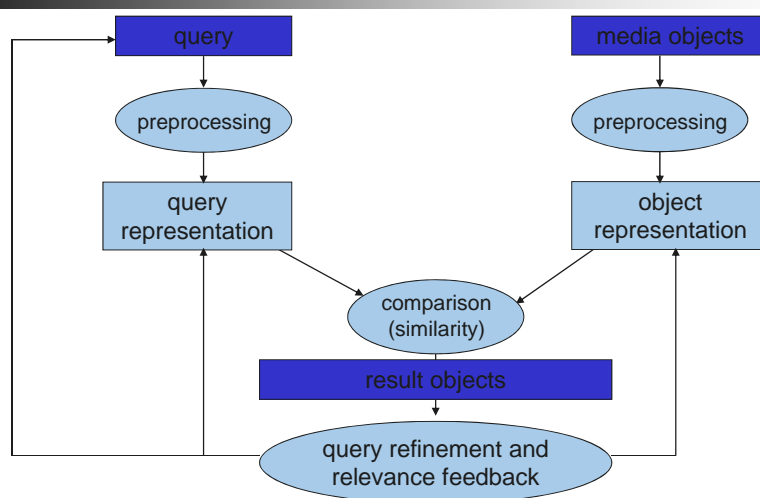 query
media objects
preprocessing
preprocessing
query
representation
object
representation
comparison
(similarity)
result objects
query refinement and
relevance feedback